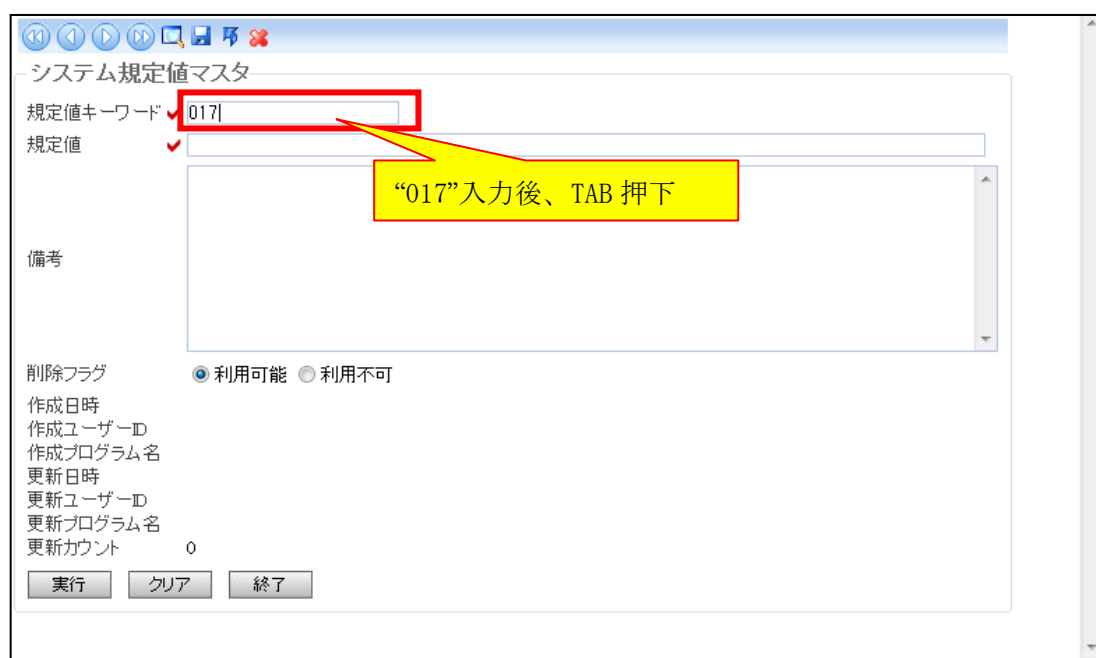 システム規定値マスタ
規定値キーワード 017
規定値
“017”入力後、TAB 押下
備考
削除フラグ 利用可能 利用不可
作成日時
作成ユーザーID
作成プログラム名
更新日時
更新ユーザーID
更新プログラム名
更新カウント 0
実行 クリア 終了